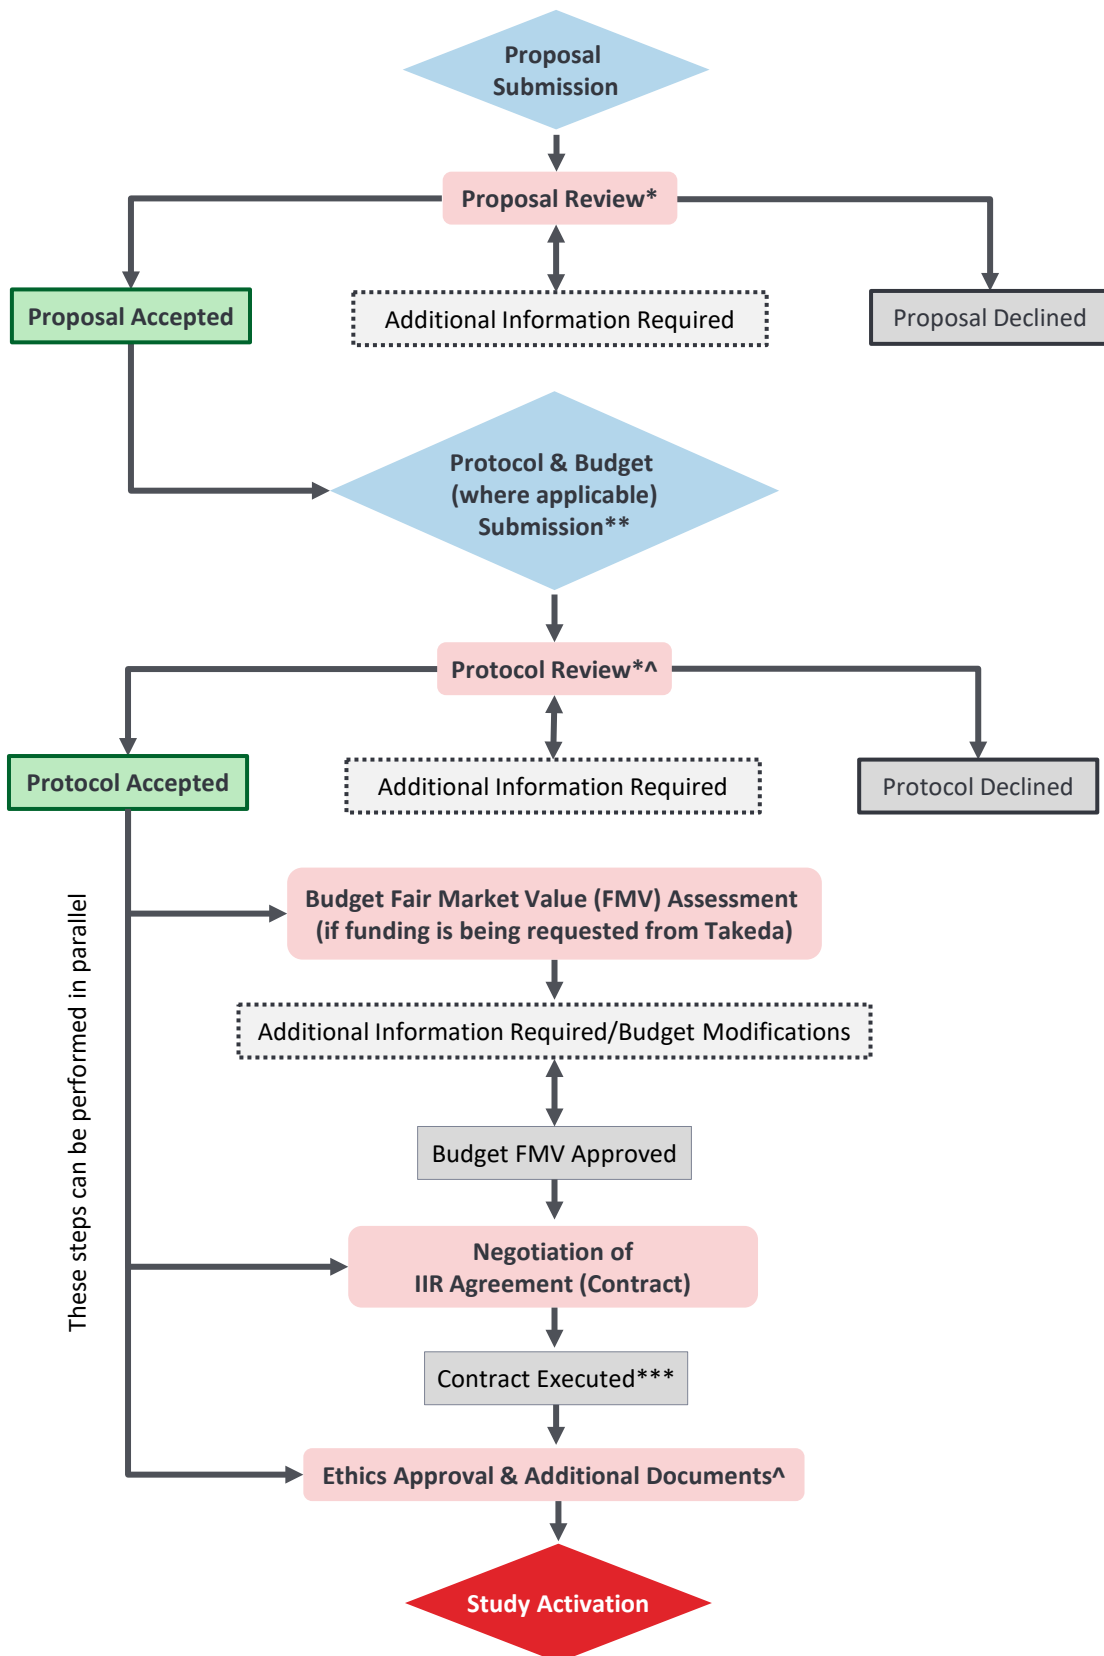 Proposal
Submission
Proposal Review*
Proposal Accepted
Additional Information Required
Proposal Declined
Protocol & Budget
(where applicable)
Submission**
Protocol Review*^
Protocol Accepted
Additional Information Required
Protocol Declined
These steps can be performed in parallel
Budget Fair Market Value (FMV) Assessment
(if funding is being requested from Takeda)
Additional Information Required/Budget Modifications
Budget FMV Approved
Negotiation of
IIR Agreement (Contract)
Contract Executed***
Ethics Approval & Additional Documents^
Study Activation